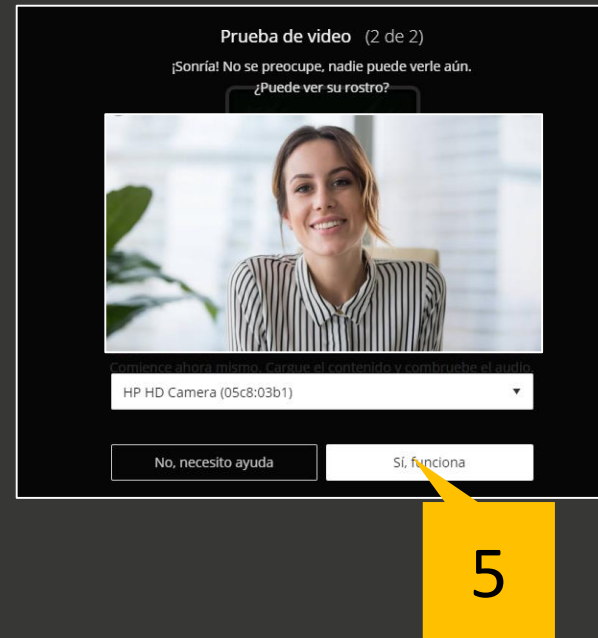 Prueba de video (2 de 2)
¡Sonría! No se preocupe, nadie puede verle aún.
¿Puede ver su rostro?
Comience ahora mismo. Cargue el contenido y combruebe el audio.
HP HD Camera (05c8:03b1)
No, necesito ayuda
Sí, funciona
5